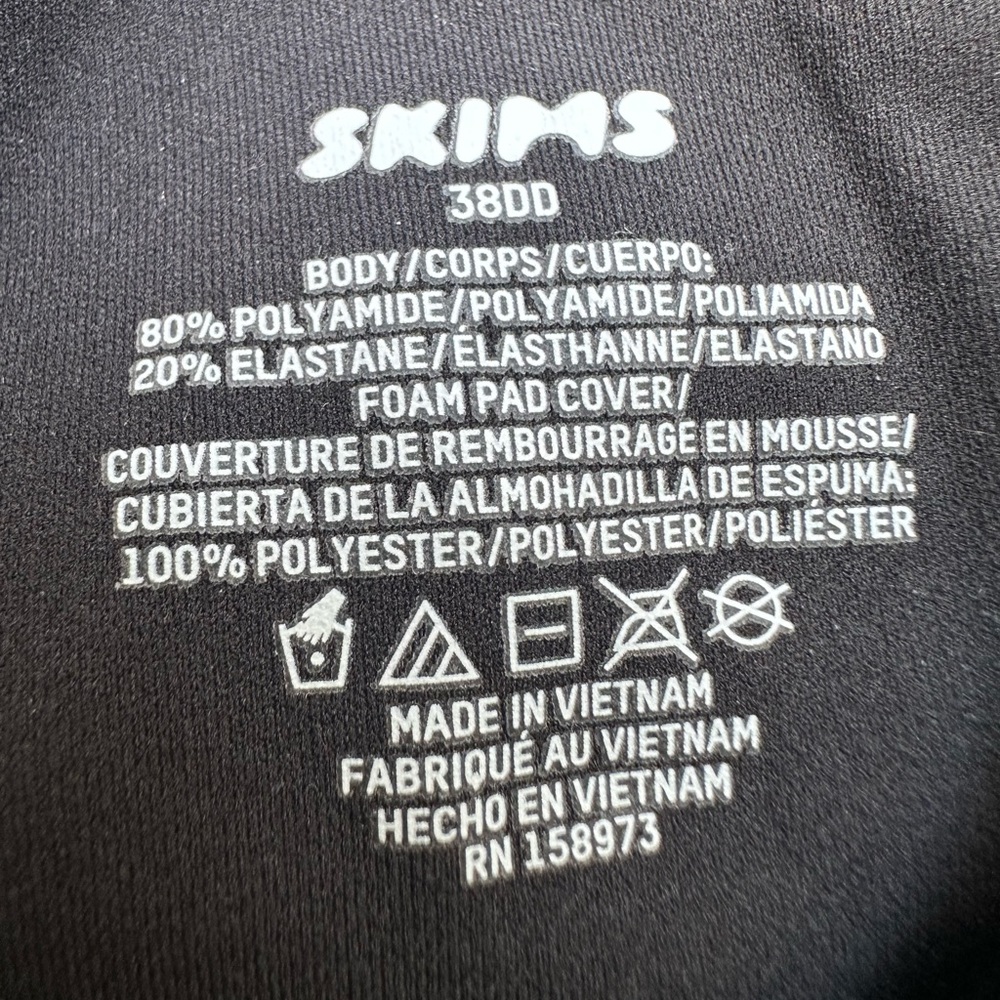 SKIMS
38DD
BODY/CORPS/CUERPO:
80% POLYAMIDE/POLYAMIDE/POLIAMIDA
20% ELASTANE/ÉLASTHANNE/ELASTANO
FOAM PAD COVER/
COUVERTURE DE REMBOURRAGE EN MOUSSE/
CUBIERTA DE LA ALMOHADILLA DE ESPUMA:
100% POLYESTER/POLYESTER/POLIÉSTER
MADE IN VIETNAM
FABRIQUÉ AU VIETNAM
HECHO EN VIETNAM
RN 158973